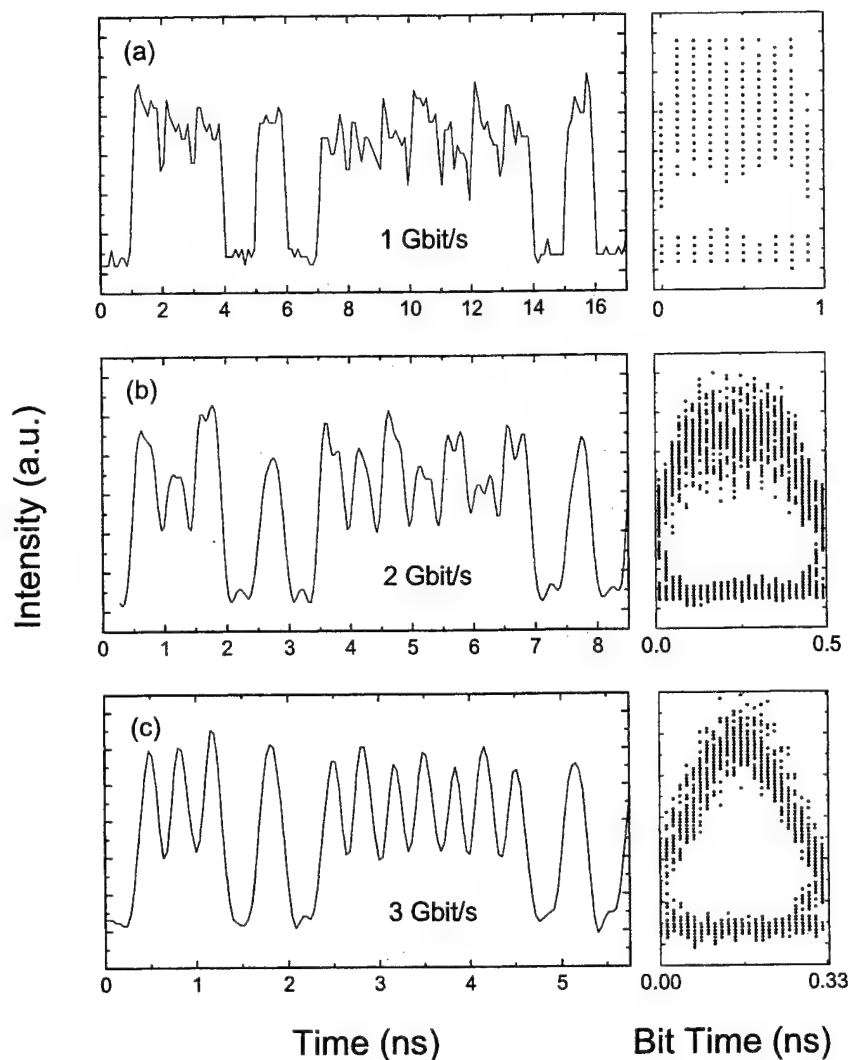 (a)
1 Gbit/s
0 2 4 6 8 10 12 14 16
0 1
(b)
2 Gbit/s
0 1 2 3 4 5 6 7 8
0.0 0.5
(c)
3 Gbit/s
0 1 2 3 4 5
0.00 0.33
Intensity (a.u.)
Time (ns)
Bit Time (ns)